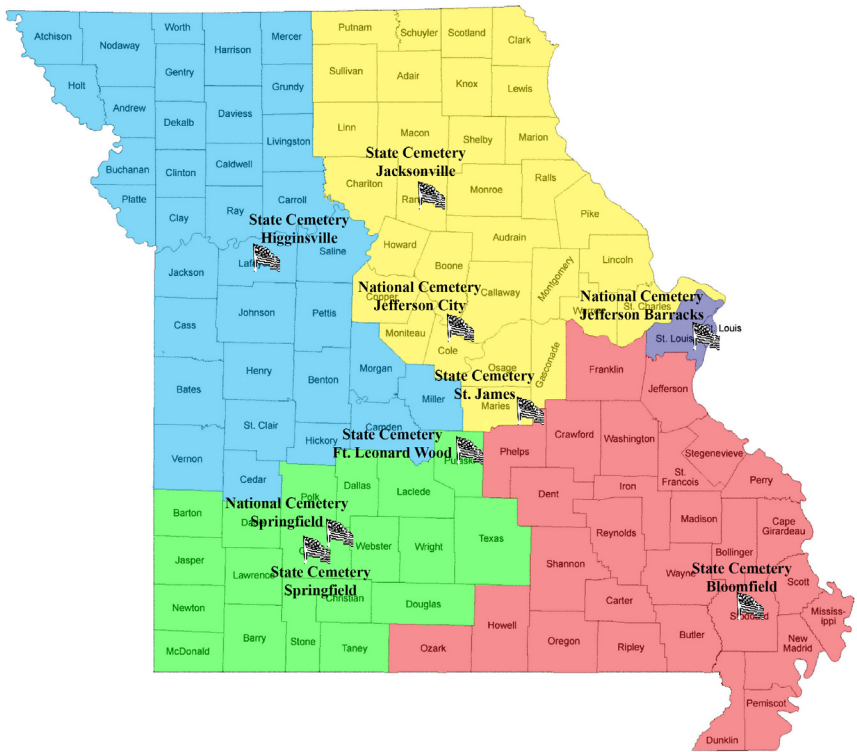 Worth
Mercer
Putnam
Schuyler
Scotland
Clark
Atchison
Nodaway
Harrison
Gentry
Sullivan
Adair
Knox
Lewis
Holt
Grundy
Andrew
Dekalb
Daviess
Linn
Macon
Shelby
Marion
Livingston
State Cemetery
Jacksonville
Buchanan
Clinton
Caldwell
Chariton
Monroe
Ralls
Platte
Clay
Ray
Carroll
Pike
State Cemetery
Higginsville
Audrain
Howard
Saline
Boone
Lincoln
Jackson
Callaway
Montgomery
National Cemetery
Jefferson City
Cooper
St. Charles
National Cemetery
Jefferson Barracks
Johnson
Pettis
Cass
Moniteau
Cole
St. Louis
Osage
Gasconade
Franklin
Morgan
Henry
Benton
Bates
Miller
State Cemetery
St. James
Maries
Jefferson
St. Clair
Camden
Hickory
State Cemetery
Ft. Leonard Wood
Phelps
Crawford
Washington
Vernon
Stegenevieve
Cedar
St.
Francois
Perry
Polk
Dallas
Laclede
Dent
Iron
Barton
National Cemetery
Springfield
Texas
Madison
Cape
Girardeau
Reynolds
Webster
Wright
Bollinger
Jasper
Shannon
Lawrence
State Cemetery
Springfield
Wayne
State Cemetery
Bloomfield
Scott
Newton
Christian
Douglas
Carter
Mississ-
ippi
Howell
Butler
New
Madrid
McDonald
Barry
Stone
Taney
Ozark
Oregon
Ripley
Pemiscot
Dunklin